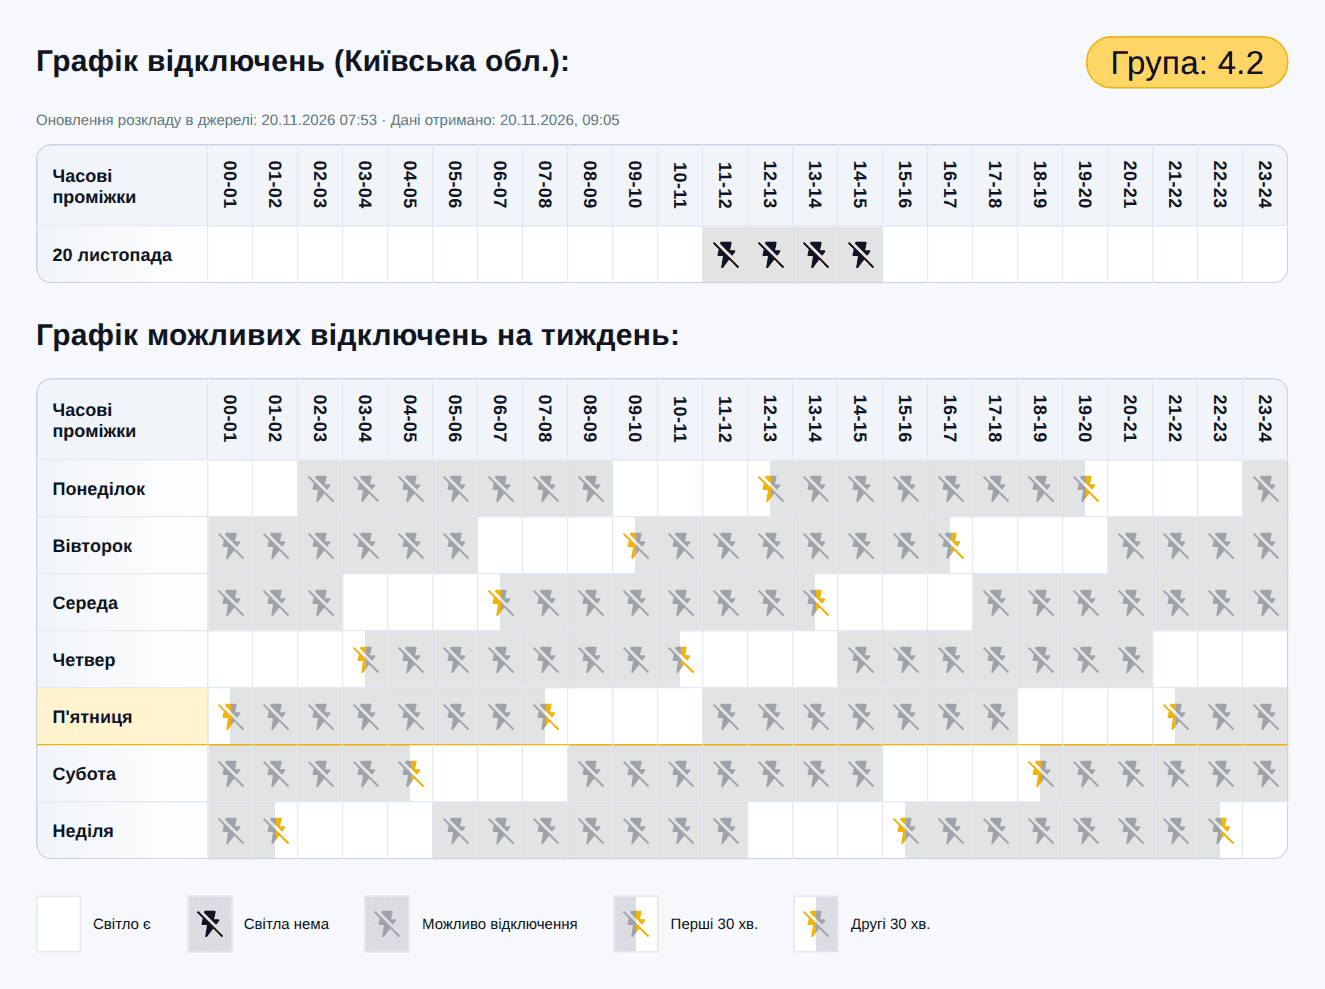 Графік відключень (Київська обл.):
Група: 4.2
Оновлення розкладу в джерелі: 20.11.2026 07:53 · Дані отримано: 20.11.2026, 09:05
Часові проміжки 00-01 01-02 02-03 03-04 04-05 05-06 06-07 07-08 08-09 09-10 10-11 11-12 12-13 13-14 14-15 15-16 16-17 17-18 18-19 19-20 20-21 21-22 22-23 23-24
20 листопада
Графік можливих відключень на тиждень:
Часові проміжки 00-01 01-02 02-03 03-04 04-05 05-06 06-07 07-08 08-09 09-10 10-11 11-12 12-13 13-14 14-15 15-16 16-17 17-18 18-19 19-20 20-21 21-22 22-23 23-24
Понеділок
Вівторок
Середа
Четвер
П'ятниця
Субота
Неділя
Світло є Світла нема Можливо відключення Перші 30 хв. Другі 30 хв.